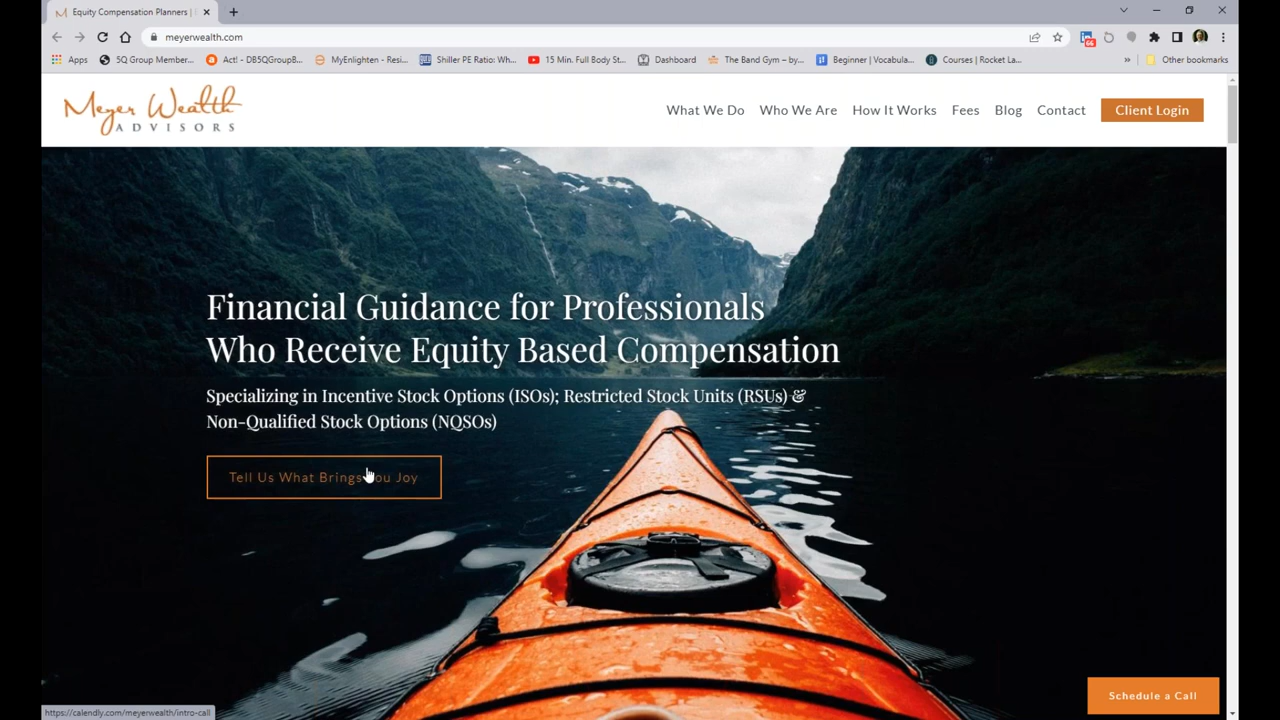 Equity Compensation Planners |
meyerwealth.com
66
Apps
5Q Group Member...
Act! - DB5QGroupB...
MyEnlighten - Resi...
Shiller PE Ratio: Wh...
15 Min. Full Body St...
Dashboard
The Band Gym – by...
Beginner | Vocabula...
Courses | Rocket La...
»
Other bookmarks
Meyer Wealth
ADVISORS
What We Do
Who We Are
How It Works
Fees
Blog
Contact
Client Login
Financial Guidance for Professionals
Who Receive Equity Based Compensation
Specializing in Incentive Stock Options (ISOs); Restricted Stock Units (RSUs) &
Non-Qualified Stock Options (NQSOs)
Tell Us What Brings You Joy
Schedule a Call
https://calendly.com/meyerwealth/intro-call